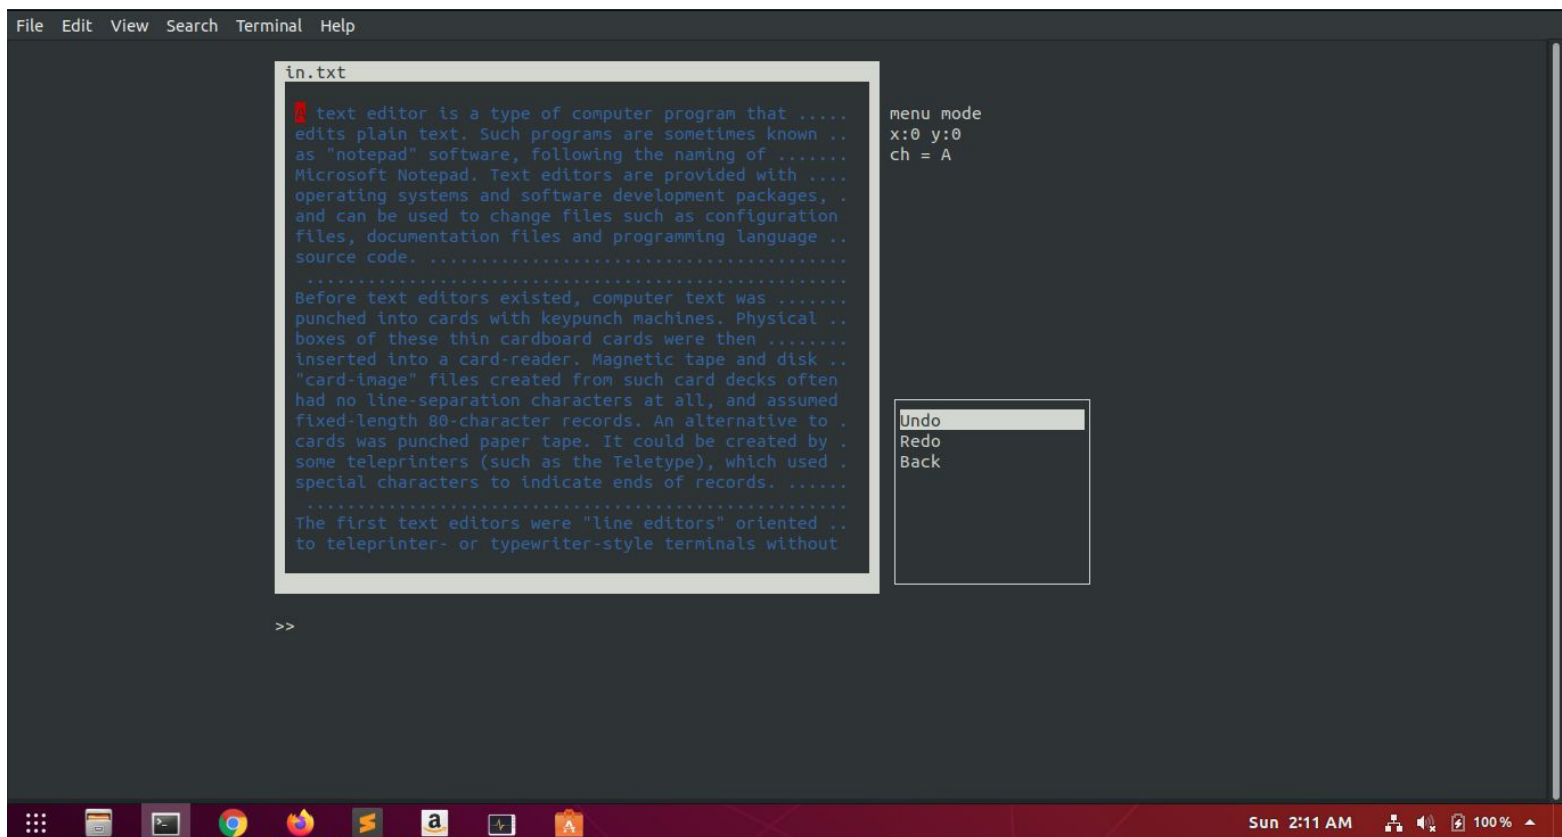 File Edit View Search Terminal Help
in.txt
A text editor is a type of computer program that .....
edits plain text. Such programs are sometimes known ..
as "notepad" software, following the naming of .......
Microsoft Notepad. Text editors are provided with ....
operating systems and software development packages, .
and can be used to change files such as configuration
files, documentation files and programming language ..
source code. .........................................
.....................................................
Before text editors existed, computer text was .......
punched into cards with keypunch machines. Physical ..
boxes of these thin cardboard cards were then ........
inserted into a card-reader. Magnetic tape and disk ..
"card-image" files created from such card decks often
had no line-separation characters at all, and assumed
fixed-length 80-character records. An alternative to .
cards was punched paper tape. It could be created by .
some teleprinters (such as the Teletype), which used .
special characters to indicate ends of records. ......
.....................................................
The first text editors were "line editors" oriented ..
to teleprinter- or typewriter-style terminals without
menu mode
x:0 y:0
ch = A
Undo
Redo
Back
>>
a
A
Sun 2:11 AM
100 %